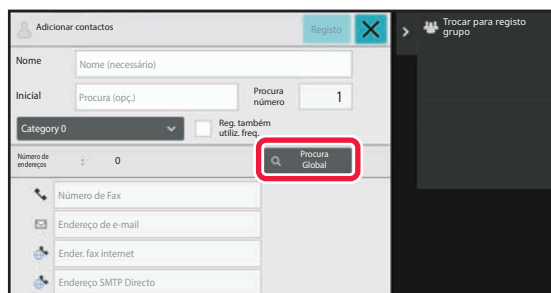 Adicionar contactos
Registo
Trocar para registo
grupo
Nome
Nome (necessário)
Inicial
Procura (opç.)
Procura
número
1
Category 0
Reg. também
utiliz. freq.
Número de
endereços
:
0
Procura
Global
Número de Fax
Endereço de e-mail
Ender. fax internet
Endereço SMTP Directo